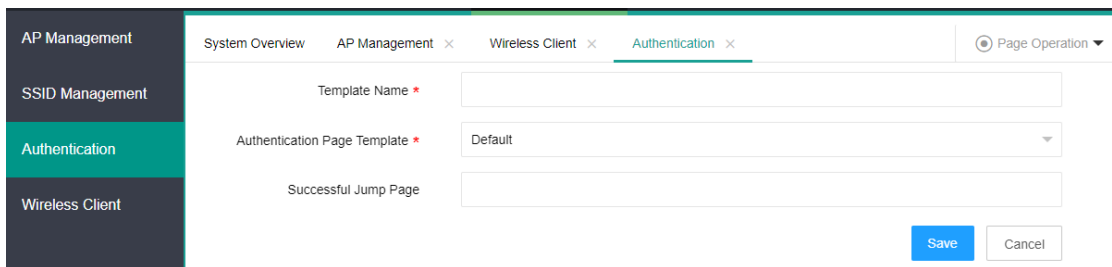 AP Management
SSID Management
Authentication
Wireless Client
System Overview AP Management × Wireless Client × Authentication × Page Operation
Template Name *
Authentication Page Template * Default
Successful Jump Page
Save Cancel